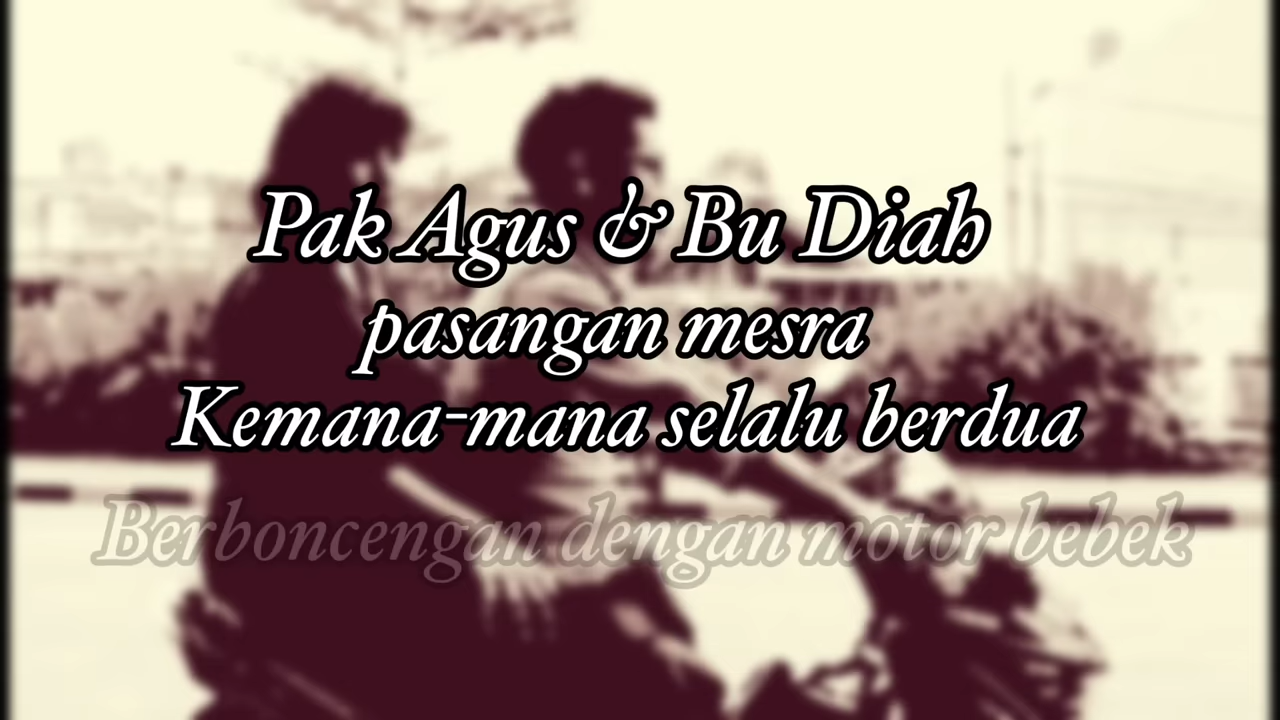 Pak Agus & Bu Diah
pasangan mesra
Kemana-mana selalu berdua
Berboncengan dengan motor bebek